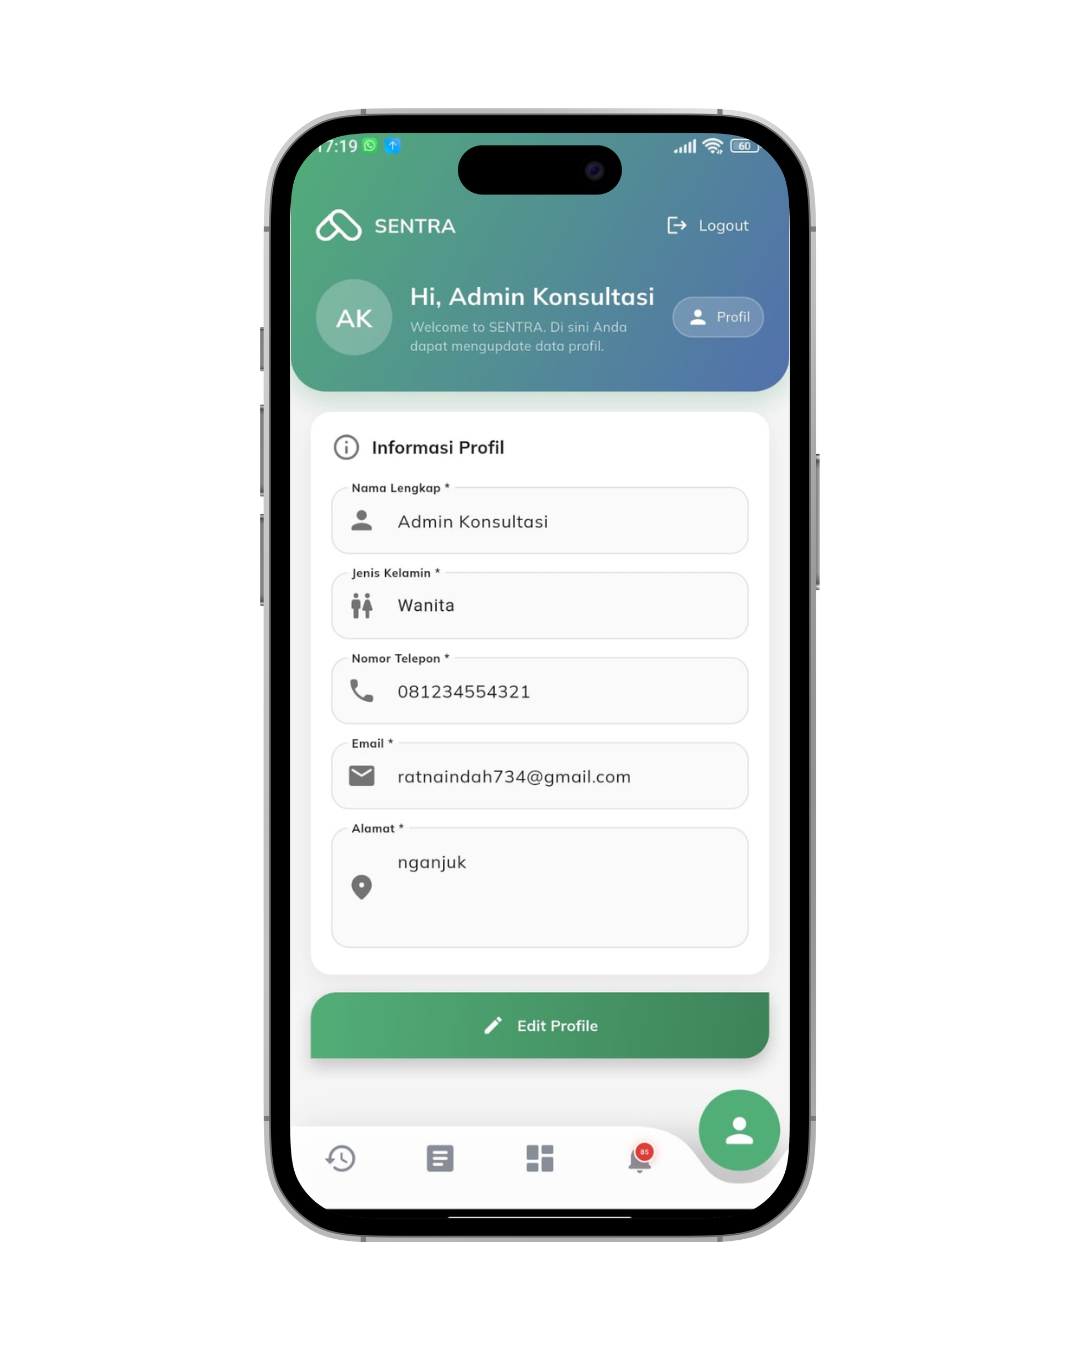 17:19
60
SENTRA
Logout
AK
Hi, Admin Konsultasi
Welcome to SENTRA. Di sini Anda
dapat mengupdate data profil.
Profil
Informasi Profil
Nama Lengkap *
Admin Konsultasi
Jenis Kelamin *
Wanita
Nomor Telepon *
081234554321
Email *
ratnaindah734@gmail.com
Alamat *
nganjuk
Edit Profile
85